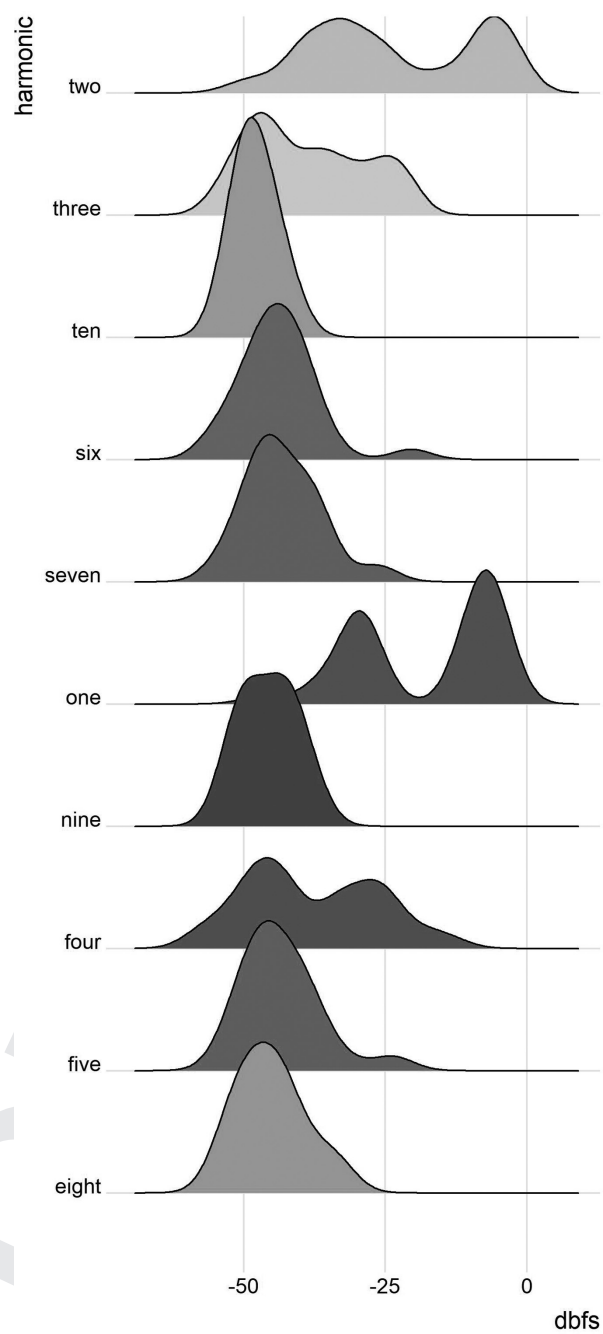 harmonic
two
three
ten
six
seven
one
nine
four
five
eight
-50 -25 0
dbfs